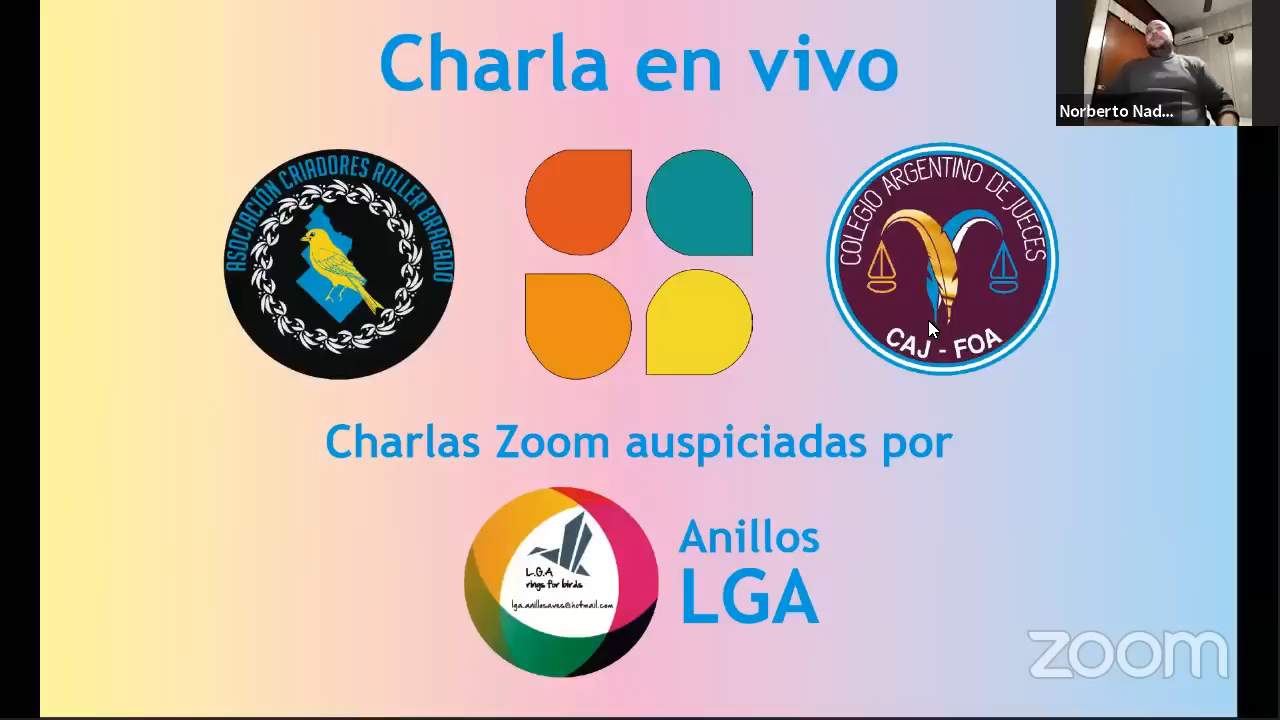 Charla en vivo
Norberto Nad...
ASOCIACIÓN CRIADORES ROLLER BRAGADO
COLEGIO ARGENTINO DE JUECES
CAJ - FOA
Charlas Zoom auspiciadas por
L.G.A
rings for birds
lga.anillosaves@hotmail.com
Anillos
LGA
zoom